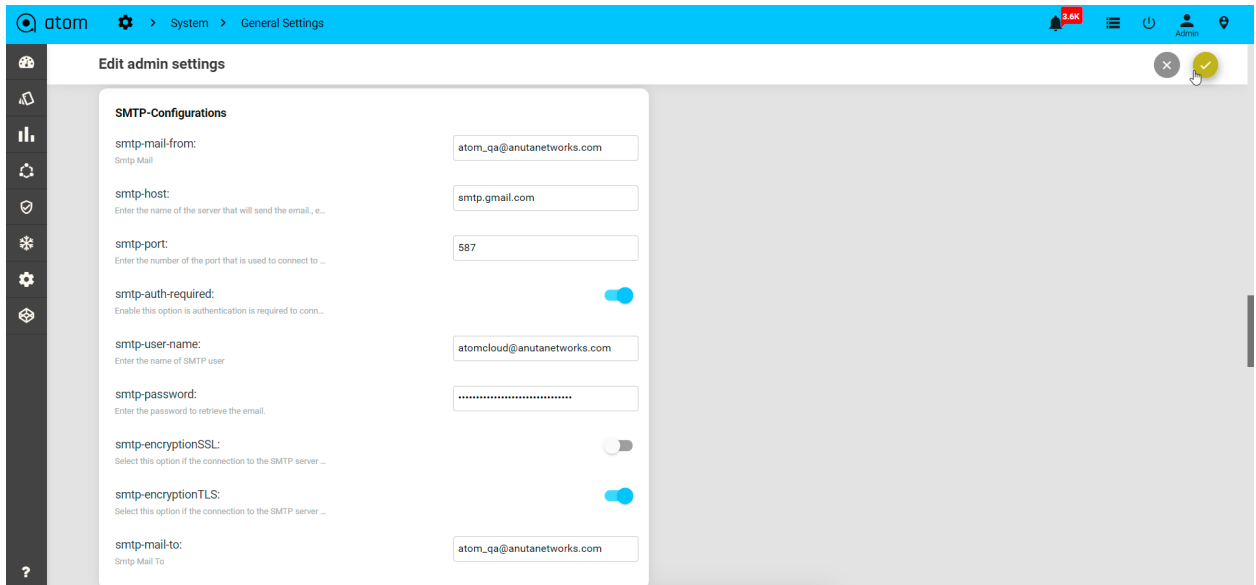 atom > System > General Settings 3.6K Admin
Edit admin settings
SMTP-Configurations
smtp-mail-from: atom_qa@anutanetworks.com
Smtp Mail
smtp-host: smtp.gmail.com
Enter the name of the server that will send the email., e...
smtp-port: 587
Enter the number of the port that is used to connect to ...
smtp-auth-required:
Enable this option is authentication is required to conn...
smtp-user-name: atomcloud@anutanetworks.com
Enter the name of SMTP user
smtp-password: ................................
Enter the password to retrieve the email.
smtp-encryptionSSL:
Select this option if the connection to the SMTP server ...
smtp-encryptionTLS:
Select this option if the connection to the SMTP server ...
smtp-mail-to: atom_qa@anutanetworks.com
Smtp Mail To
?